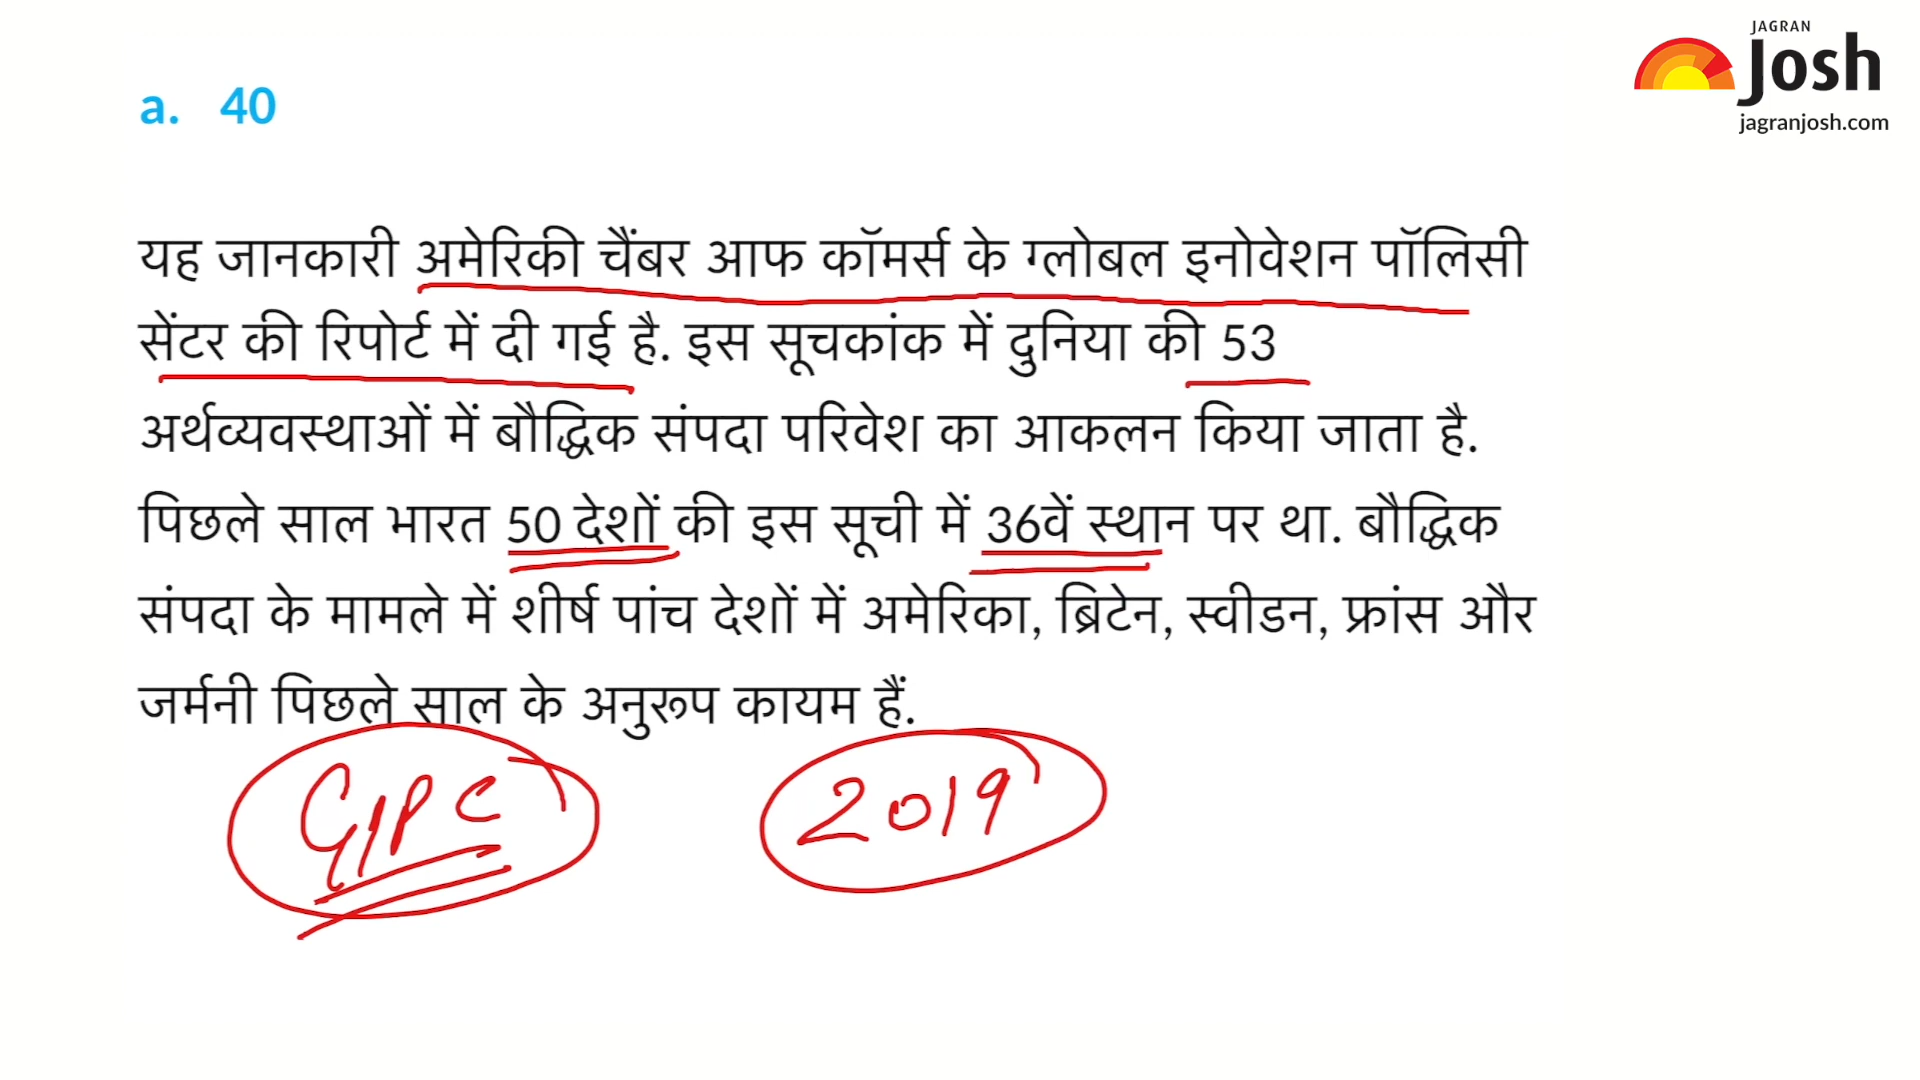 JAGRAN
Josh
jagranjosh.com
a. 40
यह जानकारी अमेरिकी चैंबर आफ कॉमर्स के ग्लोबल इनोवेशन पॉलिसी
सेंटर की रिपोर्ट में दी गई है. इस सूचकांक में दुनिया की 53
अर्थव्यवस्थाओं में बौद्धिक संपदा परिवेश का आकलन किया जाता है.
पिछले साल भारत 50 देशों की इस सूची में 36वें स्थान पर था. बौद्धिक
संपदा के मामले में शीर्ष पांच देशों में अमेरिका, ब्रिटेन, स्वीडन, फ्रांस और
जर्मनी पिछले साल के अनुरूप कायम हैं.
GIPC 2019